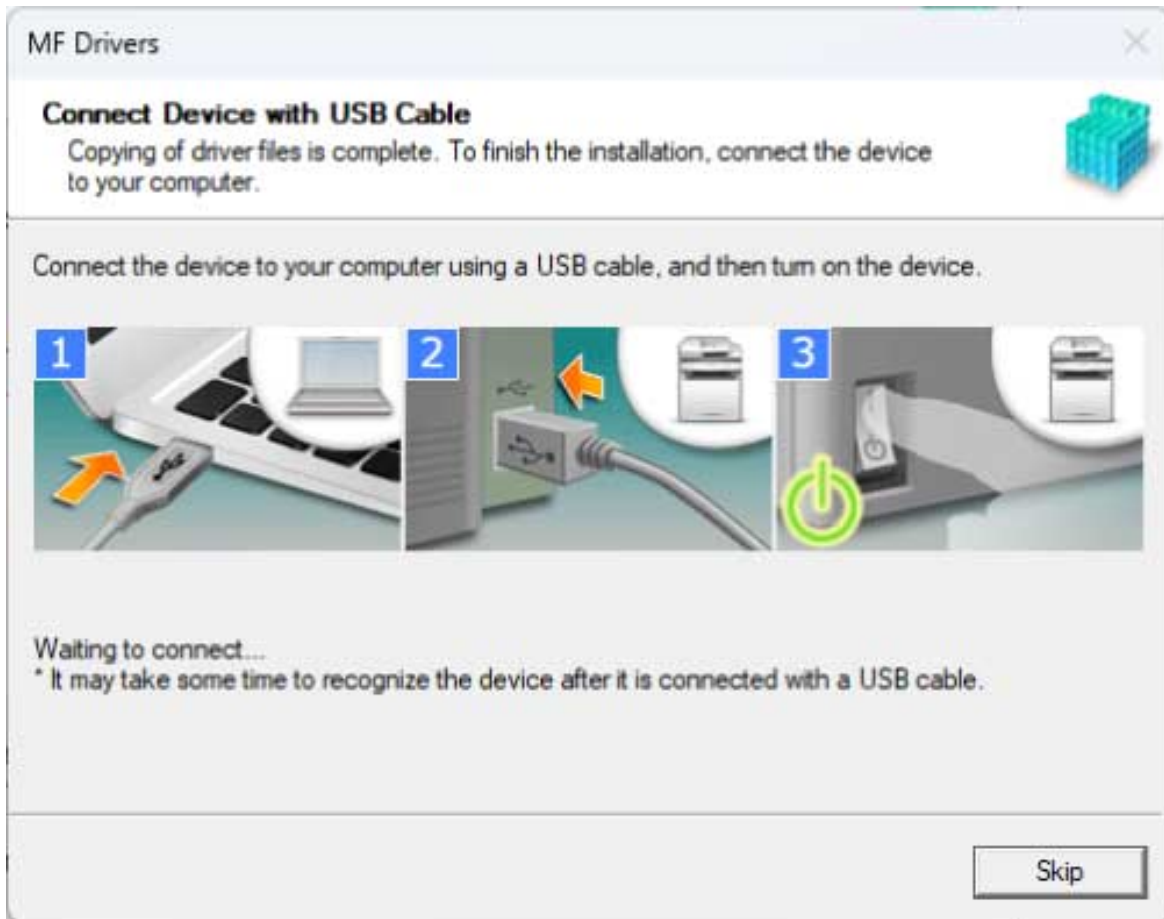 MF Drivers
Connect Device with USB Cable
Copying of driver files is complete. To finish the installation, connect the device
to your computer.
Connect the device to your computer using a USB cable, and then turn on the device.
1
2
3
Waiting to connect...
* It may take some time to recognize the device after it is connected with a USB cable.
Skip